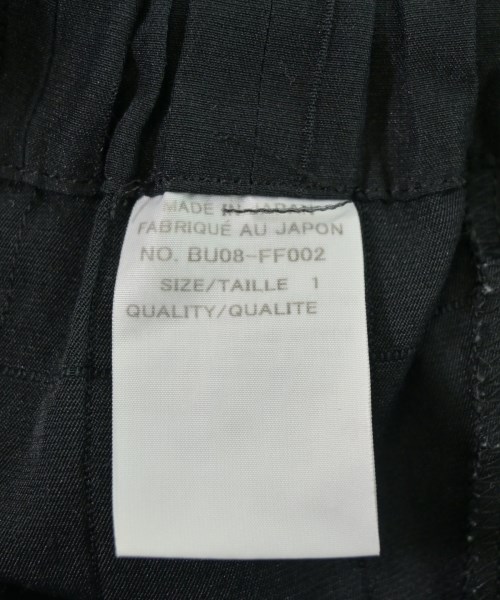 MADE IN JAPAN
FABRIQUÉ AU JAPON
NO. BU08-FF002
SIZE/TAILLE 1
QUALITY/QUALITE